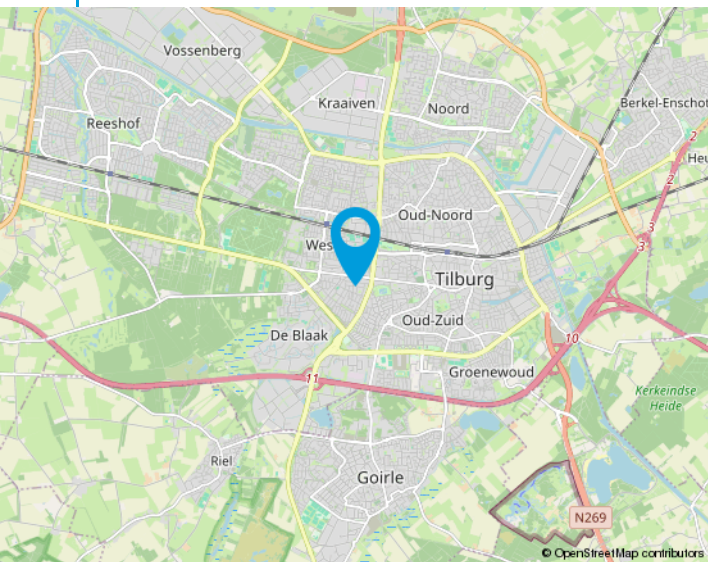 Vossenberg
Kraaiven
Noord
Berkel-Enschot
Reeshof
2
Heu
2
Oud-Noord
3
Wes
3
Tilburg
Oud-Zuid
De Blaak
10
Groenewoud
11
Kerkeindse
Heide
Riel
Goirle
N269
© OpenStreetMap contributors